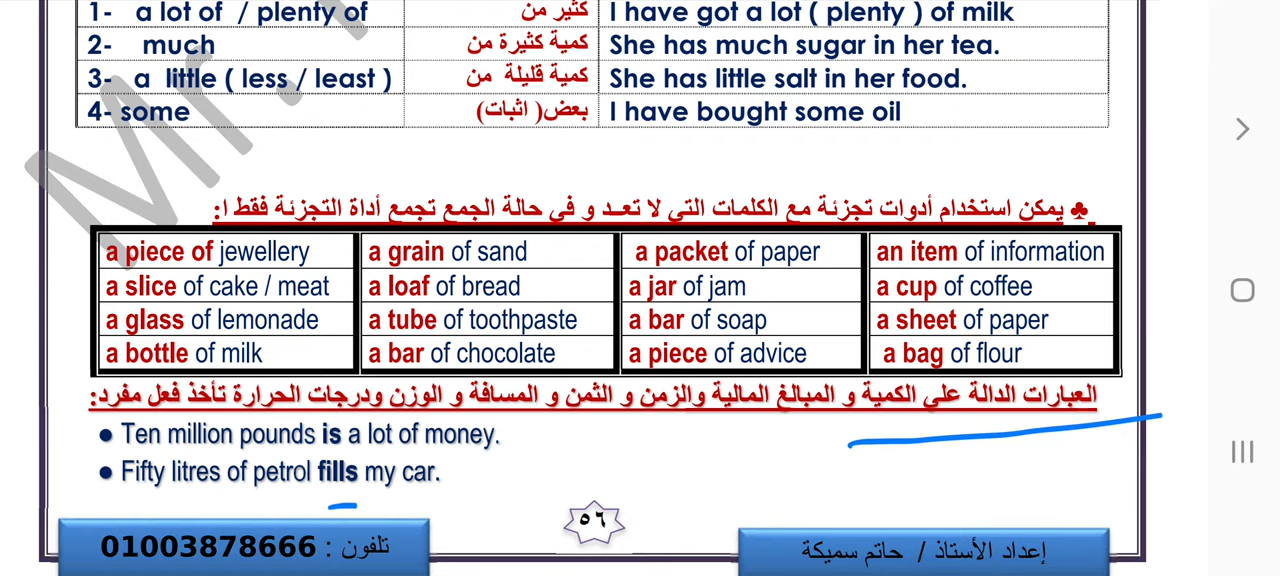 1- a lot of / plenty of كثير من I have got a lot ( plenty ) of milk
2- much كمية كثيرة من She has much sugar in her tea.
3- a little ( less / least ) كمية قليلة من She has little salt in her food.
4- some بعض( اثبات) I have bought some oil
Mr.
♣ يمكن استخدام أدوات تجزئة مع الكلمات التي لا تعد و في حالة الجمع تجمع أداة التجزئة فقط ا:
a piece of jewellery a grain of sand a packet of paper an item of information
a slice of cake / meat a loaf of bread a jar of jam a cup of coffee
a glass of lemonade a tube of toothpaste a bar of soap a sheet of paper
a bottle of milk a bar of chocolate a piece of advice a bag of flour
العبارات الدالة علي الكمية و المبالغ المالية والزمن و الثمن و المسافة و الوزن ودرجات الحرارة تأخذ فعل مفرد:
● Ten million pounds is a lot of money.
● Fifty litres of petrol fills my car.
٥٦
تلفون : 01003878666
إعداد الأستاذ / حاتم سميكة